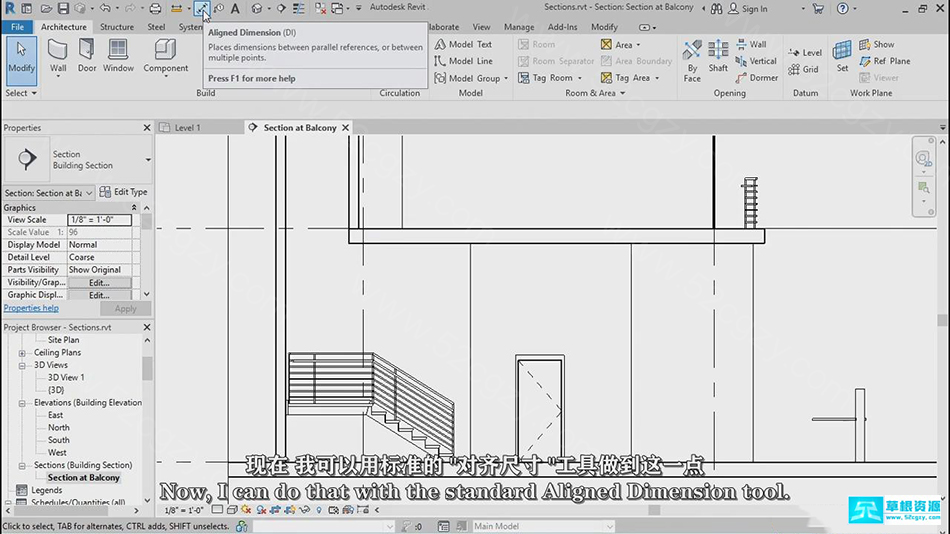 Autodesk Revit
Sections.rvt - Section: Section at Balcony
Sign In
File
Architecture
Structure
Steel
Modify
Wall
Door
Window
Component
Modify
Select
Aligned Dimension (DI)
Places dimensions between parallel references, or between
multiple points.
Press F1 for more help
Build
Circulation
Model Text
Model Line
Model Group
Model
Room
Room Separator
Tag Room
Area
Area Boundary
Tag Area
Room & Area
By
Face
Shaft
Wall
Vertical
Dormer
Opening
Level
Grid
Datum
Set
Show
Ref Plane
Viewer
Work Plane
Properties
Level 1
Section at Balcony
Section
Building Section
Section: Section at Ba
Edit Type
Graphics
View Scale 1/8" = 1'-0"
Scale Value 1: 96
Display Model Normal
Detail Level Coarse
Parts Visibility Show Original
Visibility/Grap... Edit...
Graphic Displ... Edit...
Properties help
Apply
Project Browser - Sections.rvt
Site Plan
Ceiling Plans
3D Views
3D View 1
{3D}
Elevations (Building Elevation
East
North
South
West
Sections (Building Section)
Section at Balcony
Legends
Schedules/Quantities (all)
现在 我可以用标准的 "对齐尺寸 "工具做到这一点
Now, I can do that with the standard Aligned Dimension tool.
1/8" = 1'-0"
Click to select, TAB for alternates, CTRL adds, SHIFT unselects.
:0
Main Model
草根资源